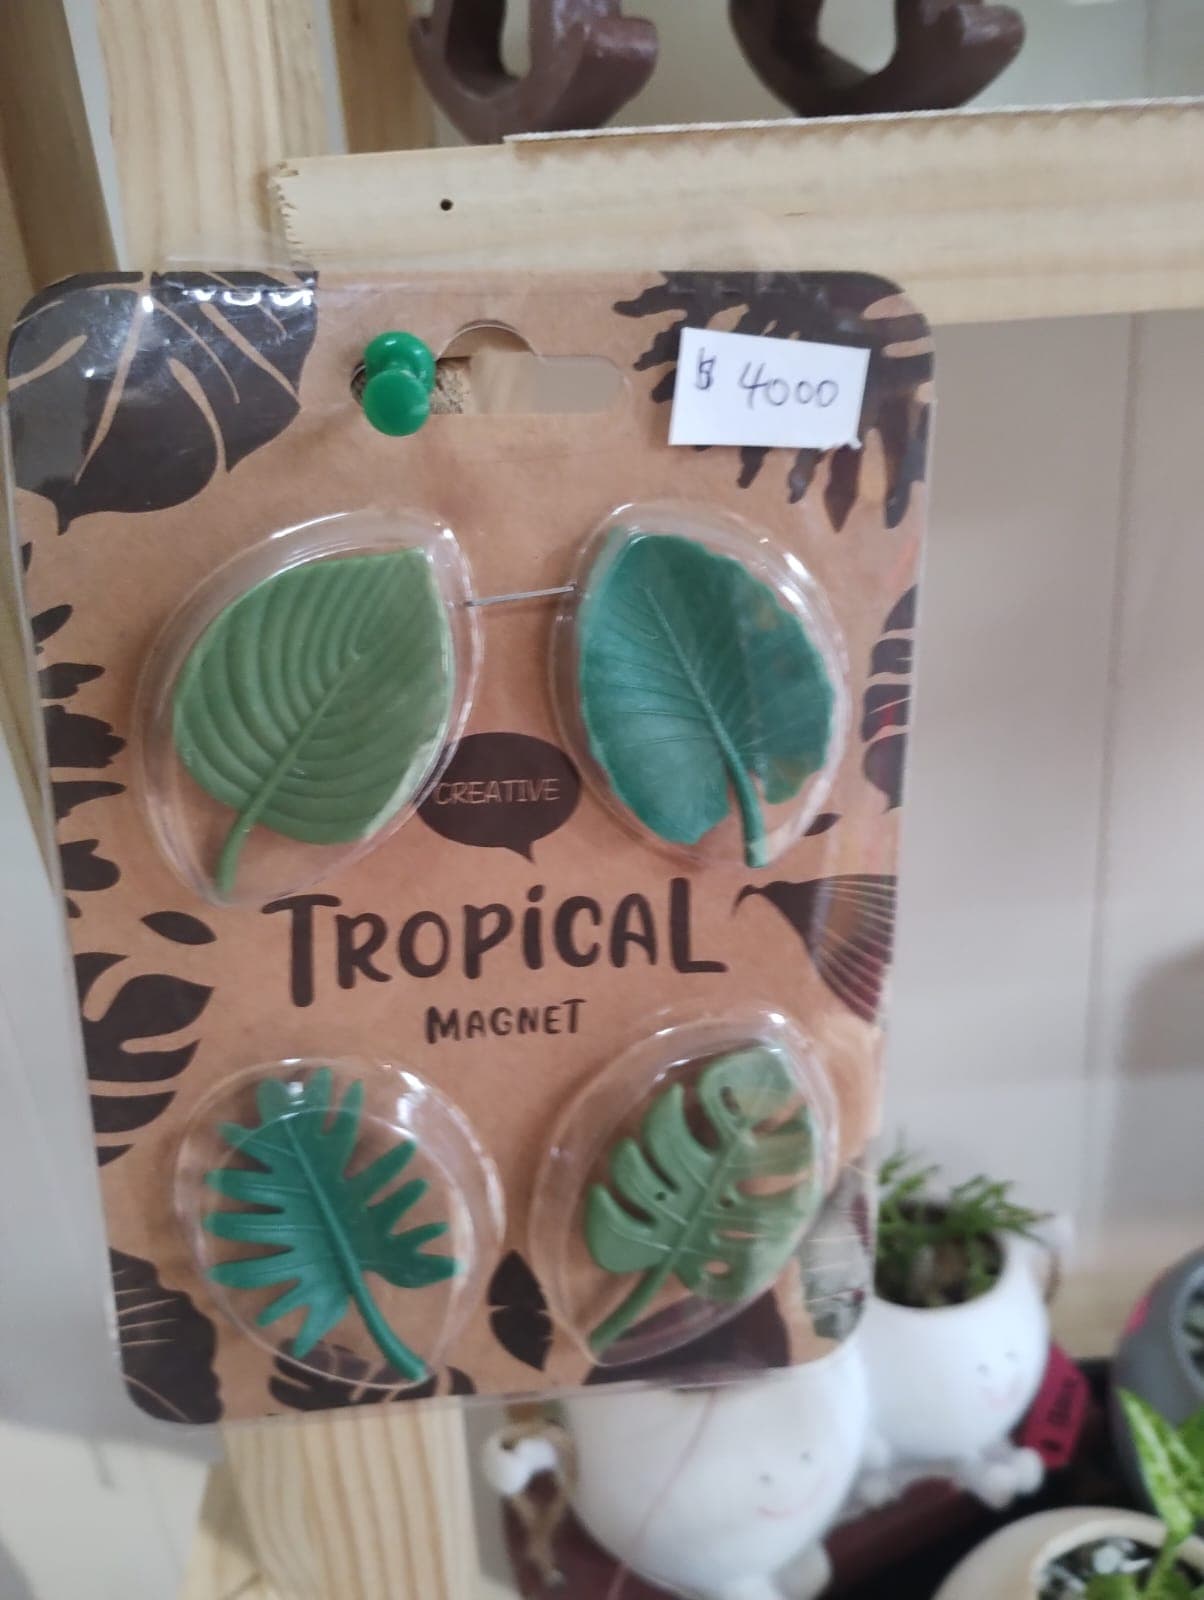 $ 4000
CREATIVE
TROPiCAL
MAGNET